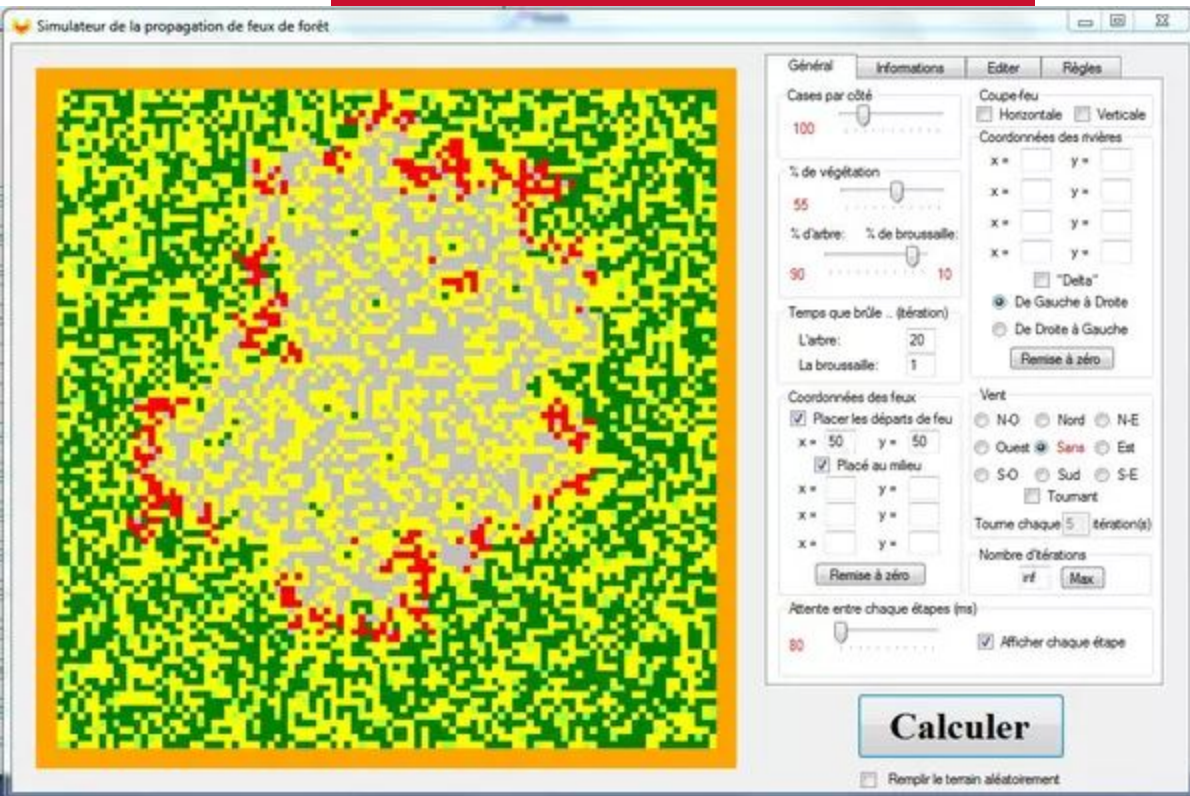 Simulateur de la propagation de feux de forêt
Général Informations Editer Règles
Cases par côté
100
% de végétation
55
% d'arbre: % de broussaille:
90 10
Temps que brûle .. (itération)
L'arbre: 20
La broussaille: 1
Coordonnées des feux
Placer les départs de feu
x = 50 y = 50
Placé au milieu
x = y =
x = y =
x = y =
Remise à zéro
Coupe-feu
Horizontale Verticale
Coordonnées des rivières
x = y =
x = y =
x = y =
x = y =
"Delta"
De Gauche à Droite
De Droite à Gauche
Remise à zéro
Vent
N-O Nord N-E
Ouest Sans Est
S-O Sud S-E
Tournant
Tourne chaque 5 itération(s)
Nombre d'itérations
inf Max
Attente entre chaque étapes (ms)
80
Afficher chaque étape
Calculer
Remplir le terrain aléatoirement